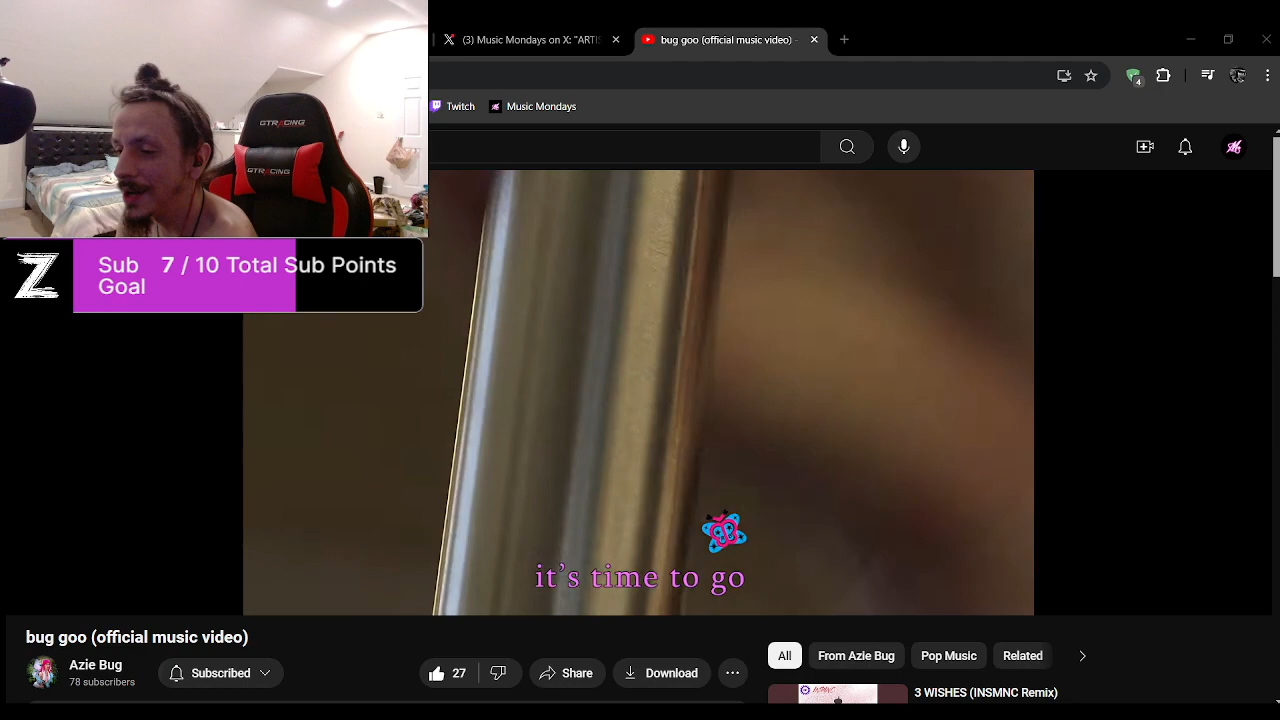 (3) Music Mondays on X: "ARTI
bug goo (official music video) -
4
Twitch
Music Mondays
GTRACING
GTRACING
Sub Goal
7 / 10 Total Sub Points
it's time to go
bug goo (official music video)
Azie Bug
78 subscribers
Subscribed
27
Share
Download
All
From Azie Bug
Pop Music
Related
3 WISHES (INSMNC Remix)